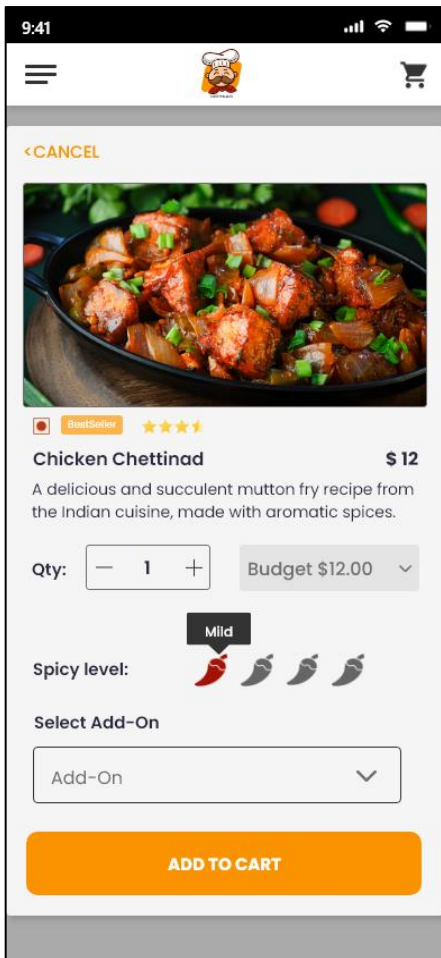 9:41
<CANCEL
BestSeller
Chicken Chettinad $ 12
A delicious and succulent mutton fry recipe from
the Indian cuisine, made with aromatic spices.
Qty: 1 Budget $12.00
Mild
Spicy level:
Select Add-On
Add-On
ADD TO CART